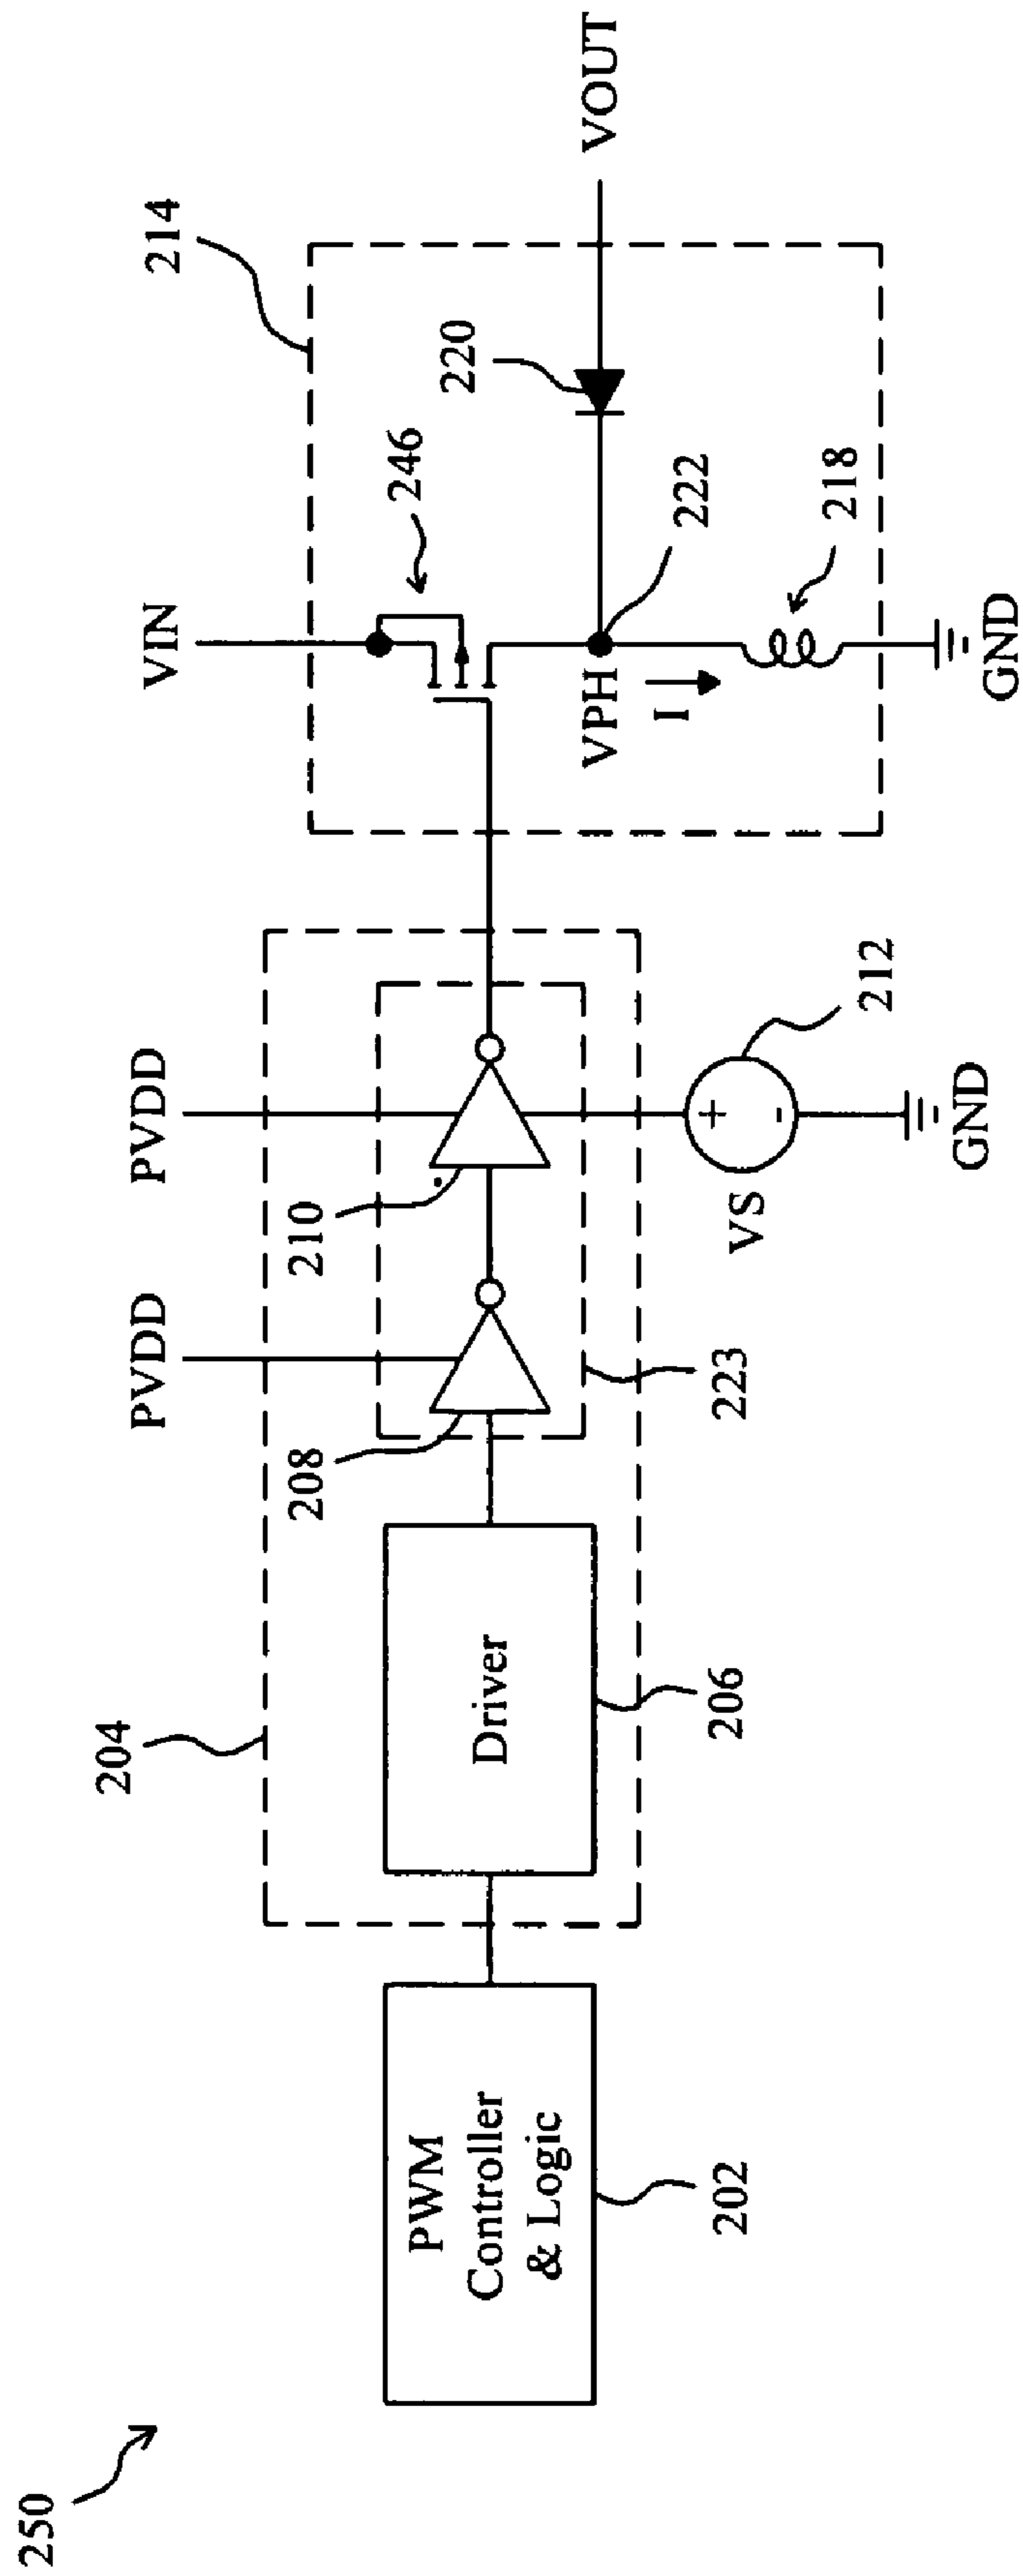 250
PWM
Controller
& Logic
202
204
Driver
206
208
223
PVDD
210
PVDD
VS
+
-
212
GND
214
VIN
246
220
VPH
222
I
218
GND
VOUT